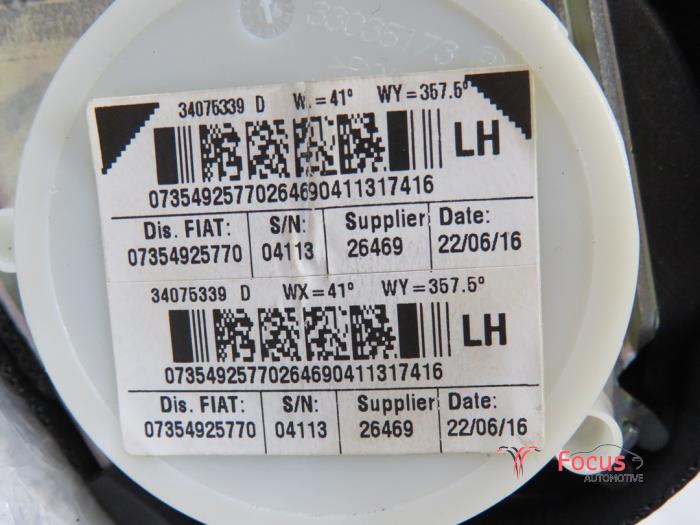 33035173
34075339 D W =41° WY=357.5°
LH
07354925770264690411317416
Dis. FIAT: S/N: Supplier Date:
07354925770 04113 26469 22/06/16
34075339 D WX=41° WY=357.5°
LH
07354925770264690411317416
Dis. FIAT: S/N: Supplier Date:
07354925770 04113 26469 22/06/16
Focus
AUTOMOTIVE